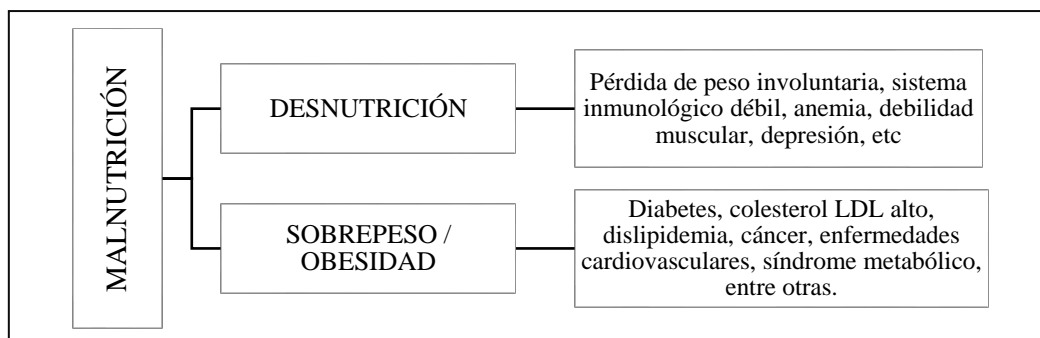 MALNUTRICIÓN
DESNUTRICIÓN
Pérdida de peso involuntaria, sistema
inmunológico débil, anemia, debilidad
muscular, depresión, etc
SOBREPESO /
OBESIDAD
Diabetes, colesterol LDL alto,
dislipidemia, cáncer, enfermedades
cardiovasculares, síndrome metabólico,
entre otras.